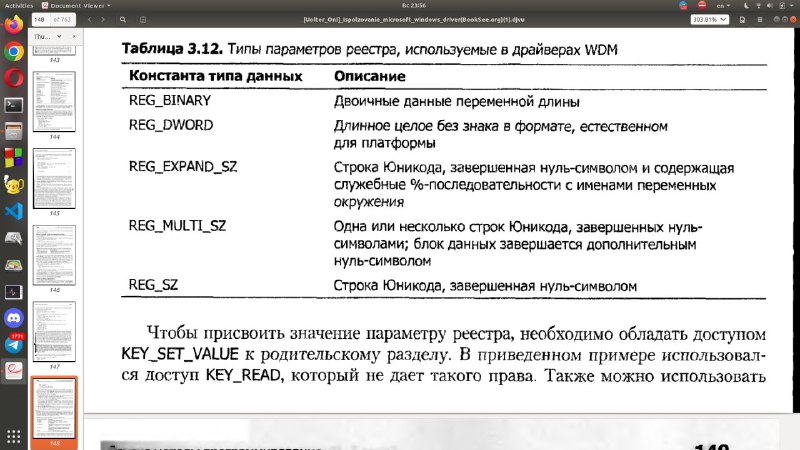 Activities Document Viewer Вс 23:56 en
148 of 763 [Uolter_Oni]_Ispolzovanie_microsoft_windows_driver(BookSee.org)(1).djvu 303.81%
Thu...
143
144
145
146
147
148
1771
Таблица 3.12. Типы параметров реестра, используемые в драйверах WDM
Константа типа данных Описание
REG_BINARY Двоичные данные переменной длины
REG_DWORD Длинное целое без знака в формате, естественном
для платформы
REG_EXPAND_SZ Строка Юникода, завершенная нуль-символом и содержащая
служебные %-последовательности с именами переменных
окружения
REG_MULTI_SZ Одна или несколько строк Юникода, завершенных нуль-
символами; блок данных завершается дополнительным
нуль-символом
REG_SZ Строка Юникода, завершенная нуль-символом
Чтобы присвоить значение параметру реестра, необходимо обладать доступом
KEY_SET_VALUE к родительскому разделу. В приведенном примере использовал-
ся доступ KEY_READ, который не дает такого права. Также можно использовать